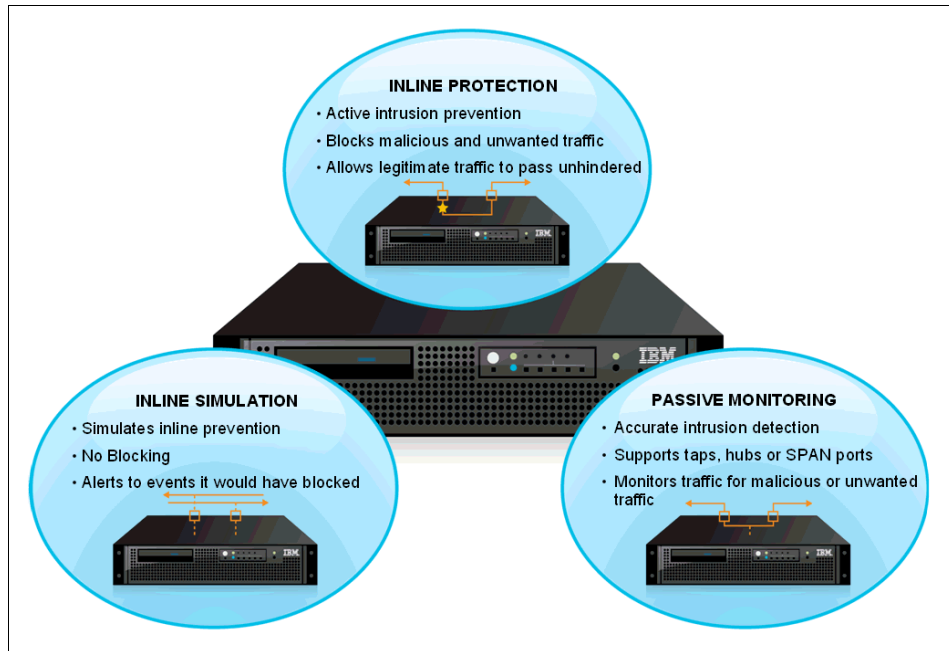 INLINE PROTECTION
• Active intrusion prevention
• Blocks malicious and unwanted traffic
• Allows legitimate traffic to pass unhindered
IBM
IBM
INLINE SIMULATION
• Simulates inline prevention
• No Blocking
• Alerts to events it would have blocked
IBM
PASSIVE MONITORING
• Accurate intrusion detection
• Supports taps, hubs or SPAN ports
• Monitors traffic for malicious or unwanted
traffic
IBM